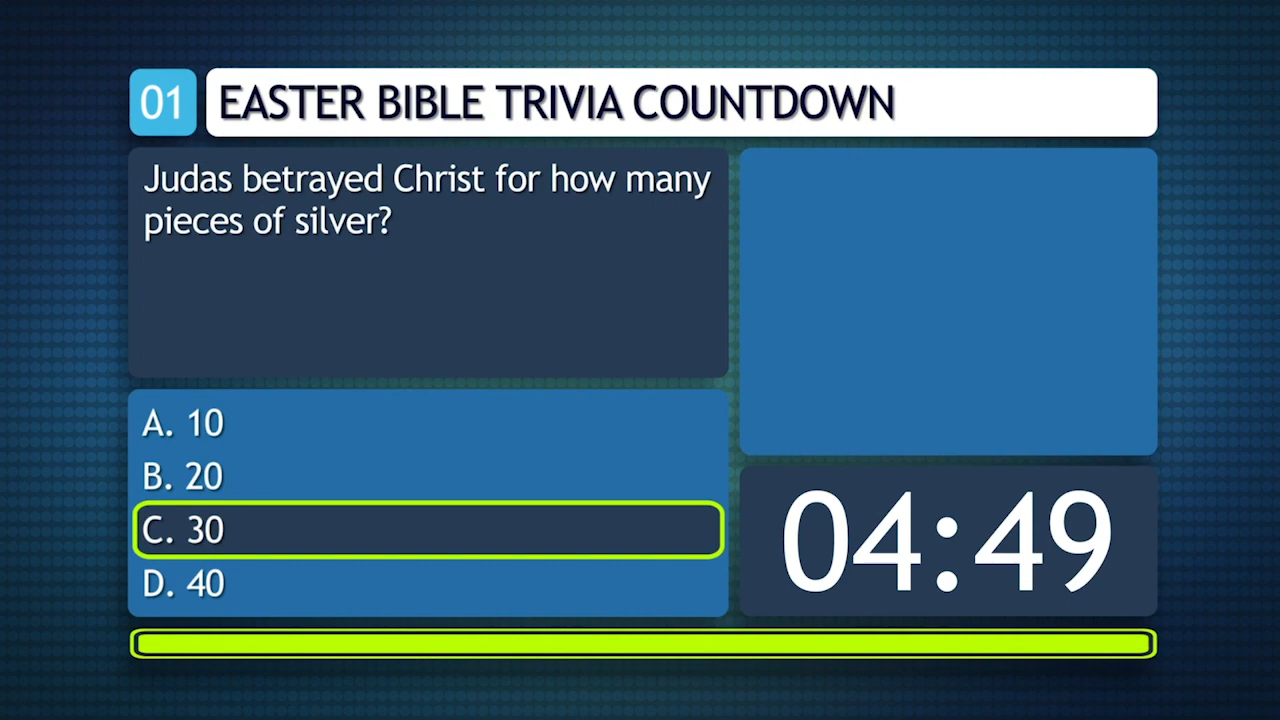 01 EASTER BIBLE TRIVIA COUNTDOWN
Judas betrayed Christ for how many
pieces of silver?
A. 10
B. 20
C. 30
D. 40
04:49